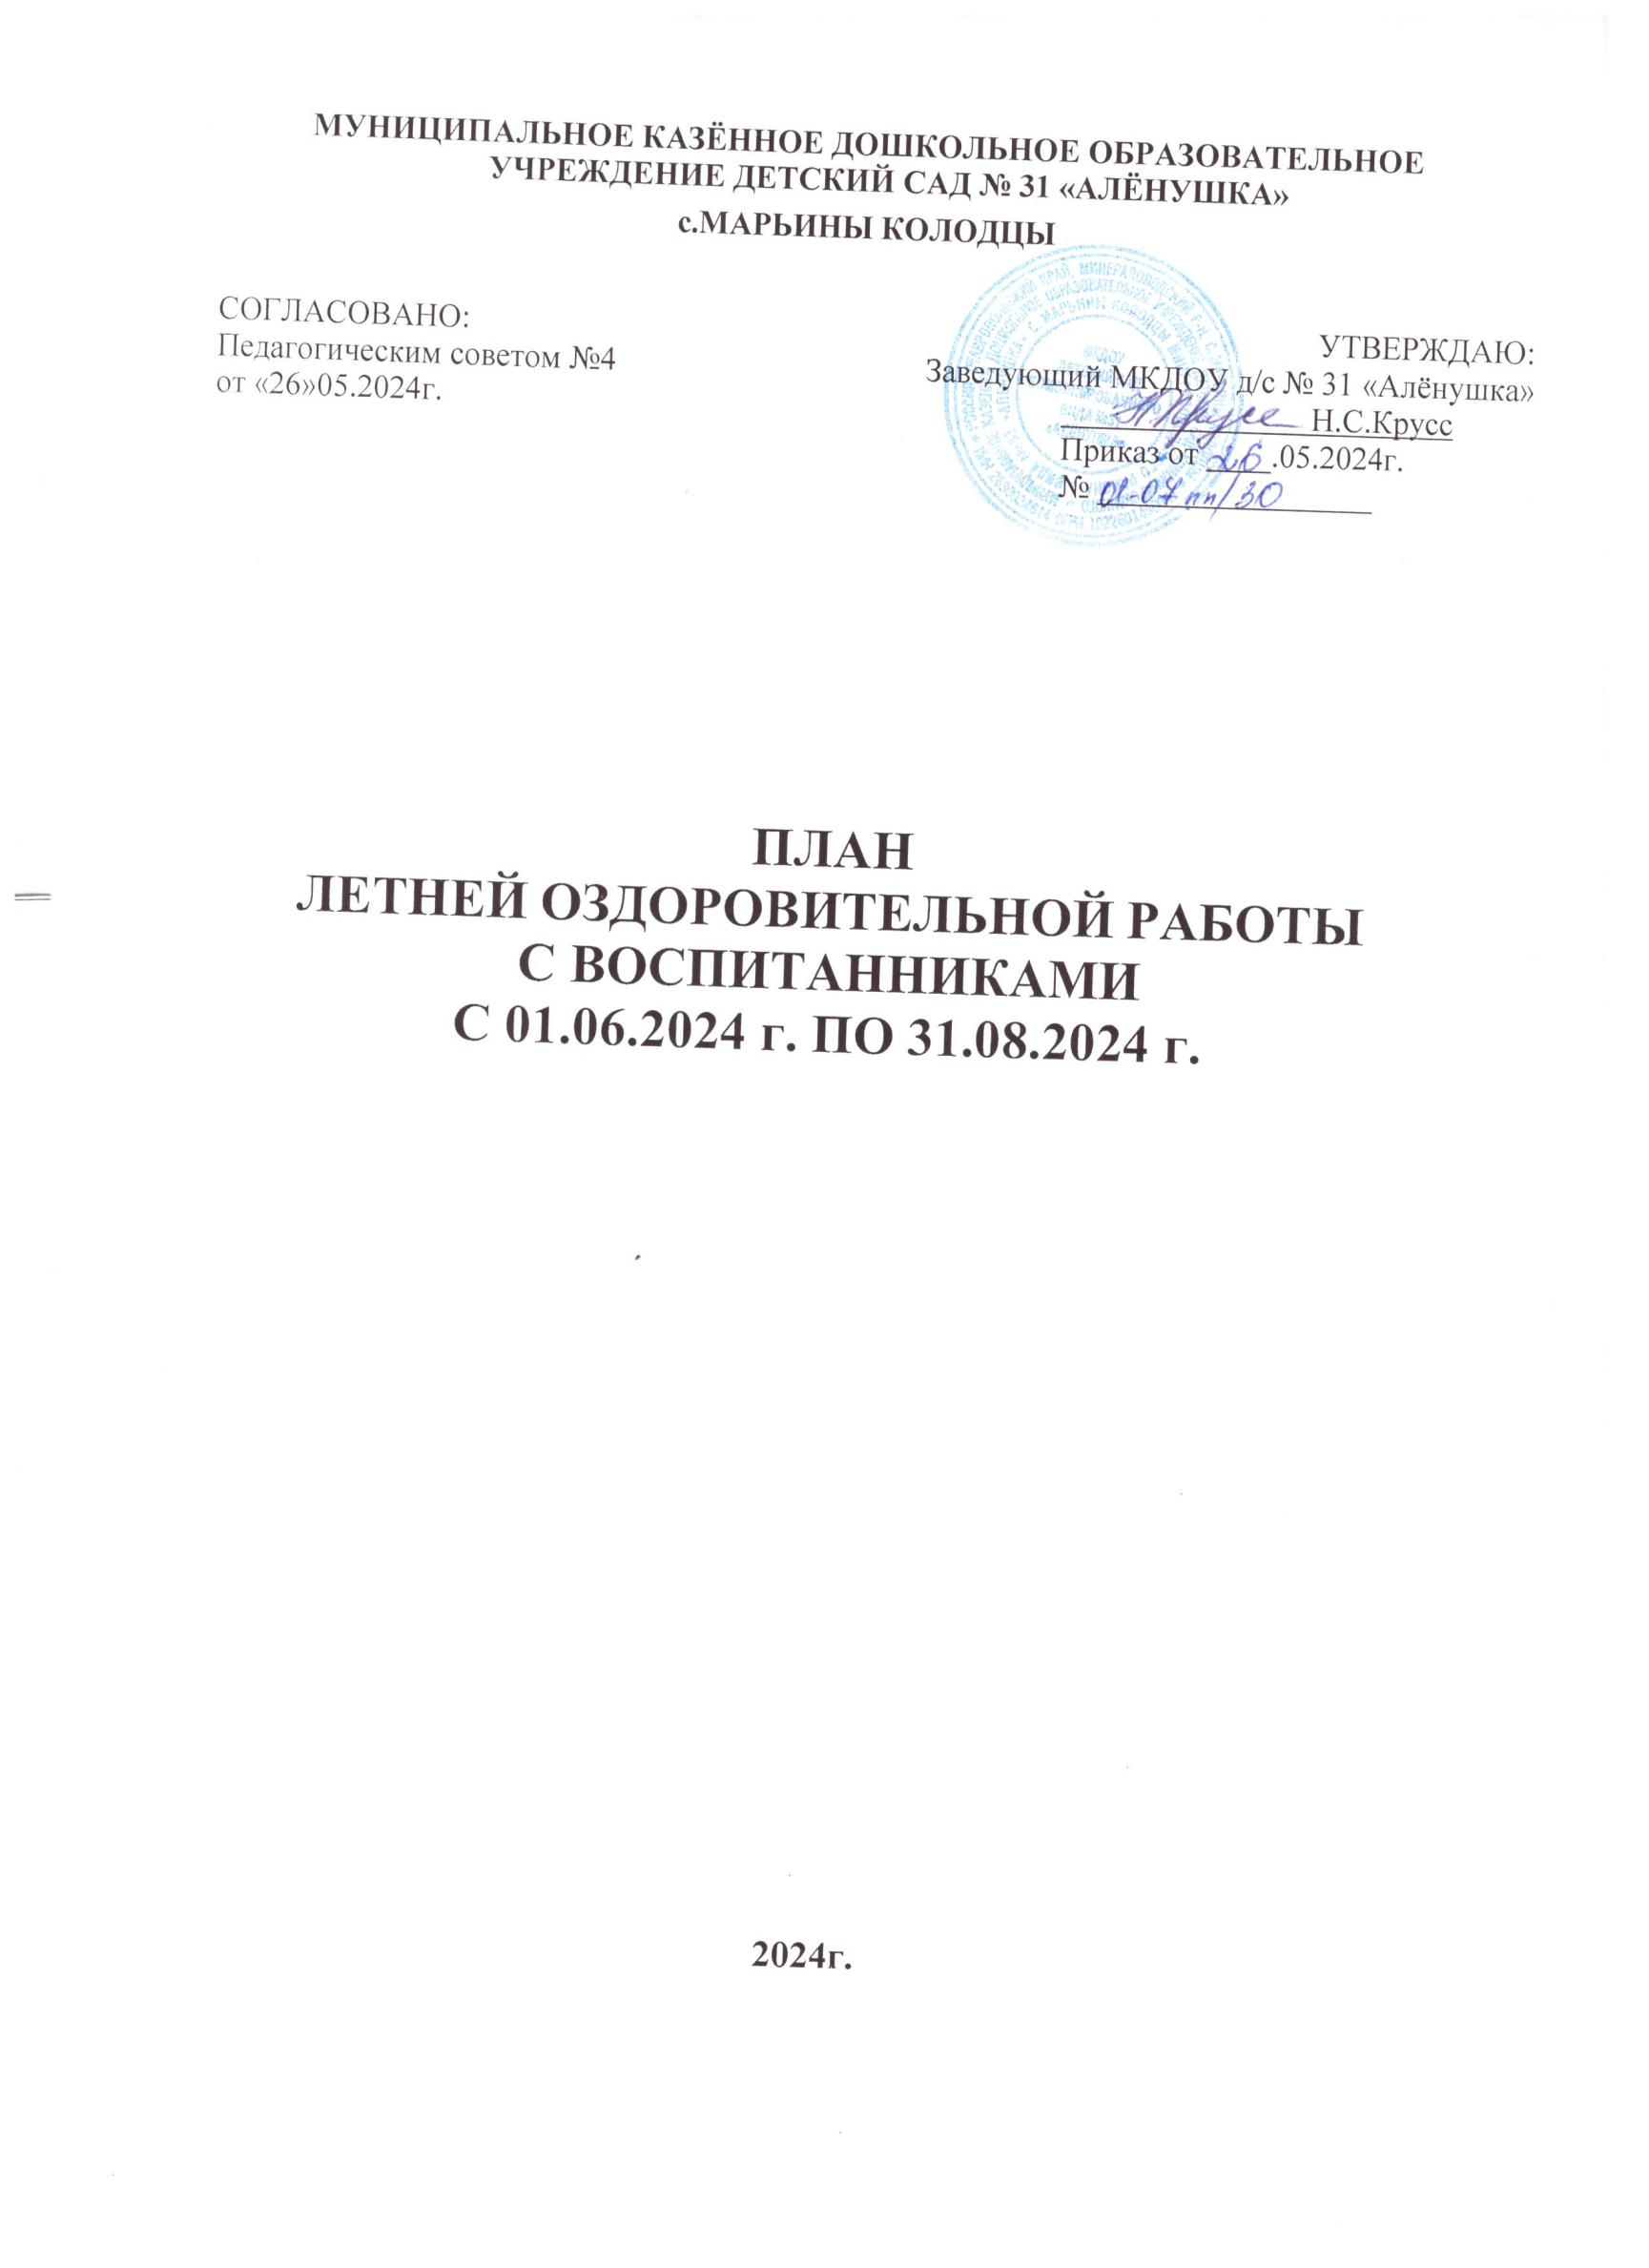 МУНИЦИПАЛЬНОЕ КАЗЁННОЕ ДОШКОЛЬНОЕ ОБРАЗОВАТЕЛЬНОЕ
УЧРЕЖДЕНИЕ ДЕТСКИЙ САД № 31 «АЛЁНУШКА»
с.МАРЬИНЫ КОЛОДЦЫ
СОГЛАСОВАНО:
Педагогическим советом №4
от «26»05.2024г.
УТВЕРЖДАЮ:
Заведующий МКДОУ д/с № 31 «Алёнушка»
Н.С.Крусс
Приказ от 26.05.2024г.
№ 01-07 пп/30
ПЛАН
ЛЕТНЕЙ ОЗДОРОВИТЕЛЬНОЙ РАБОТЫ
С ВОСПИТАННИКАМИ
С 01.06.2024 г. ПО 31.08.2024 г.
2024г.